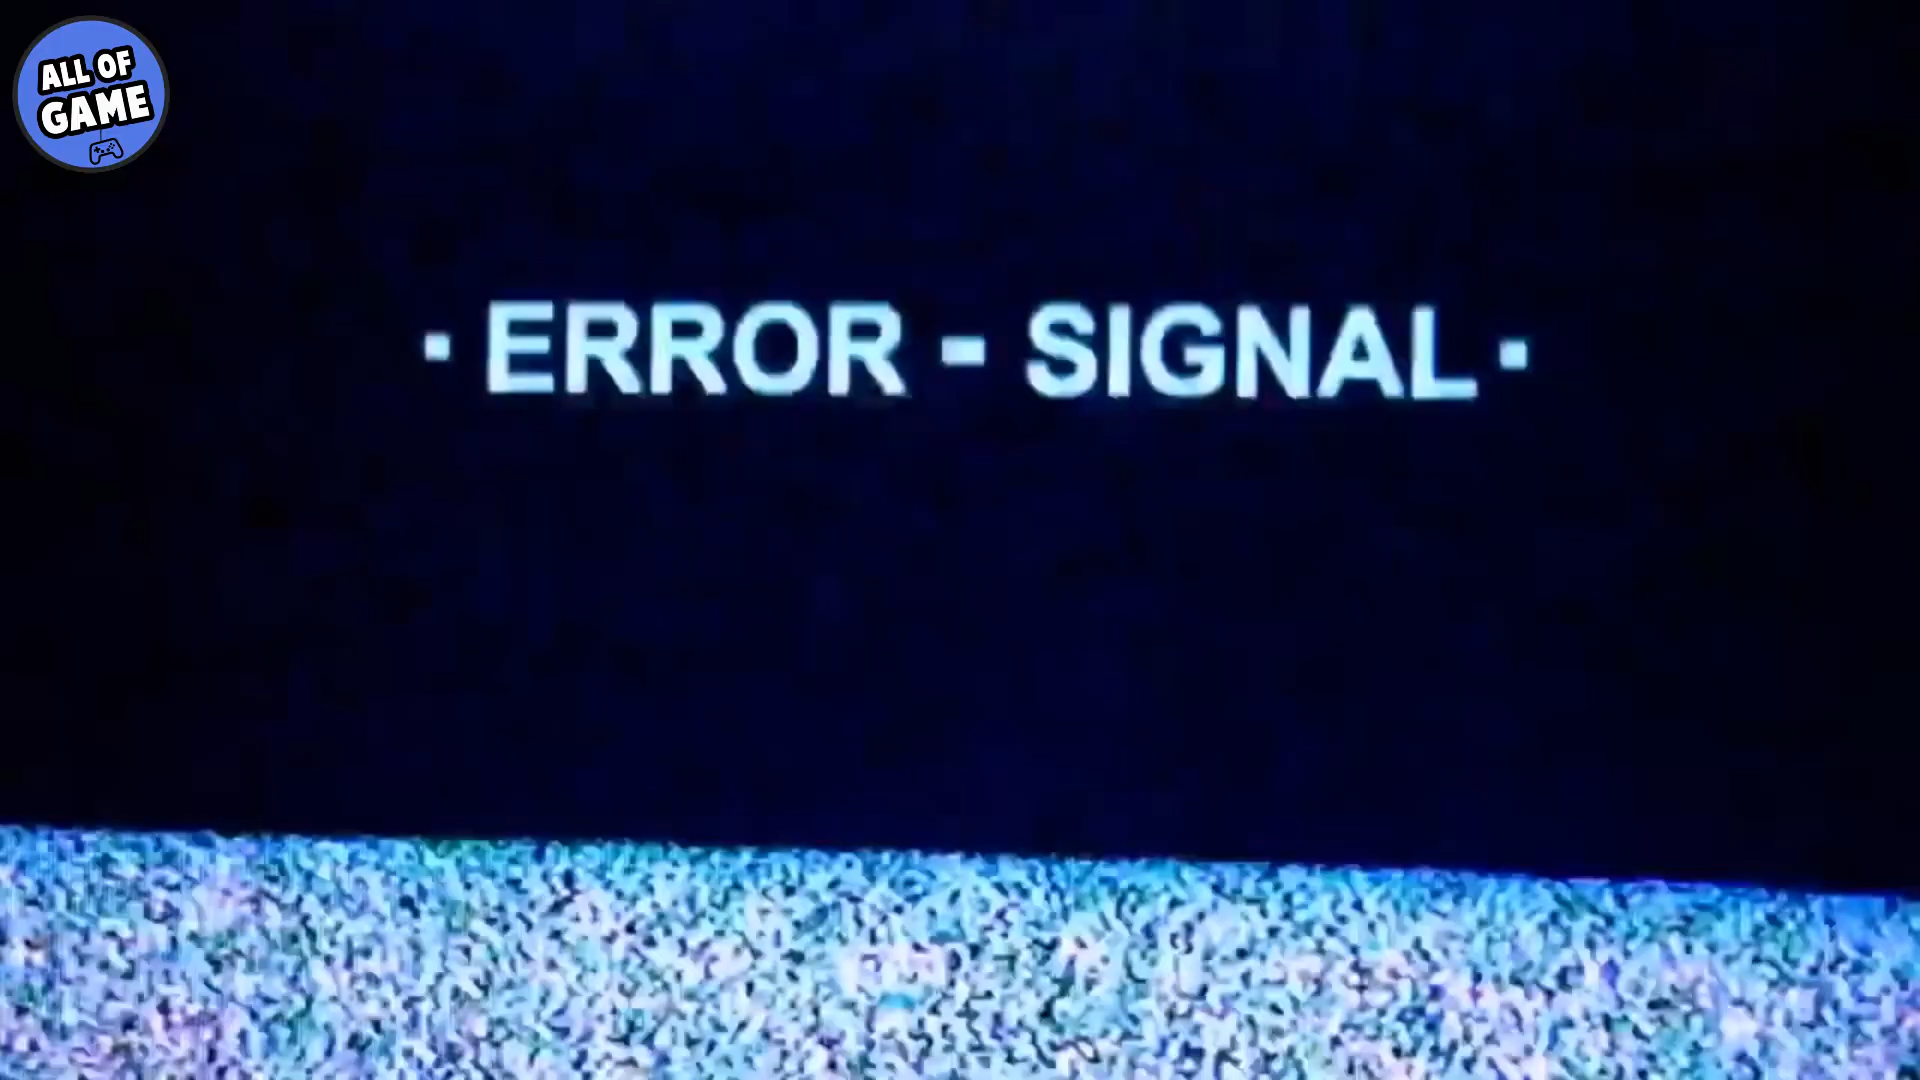 ALL OF
GAME
· ERROR - SIGNAL ·